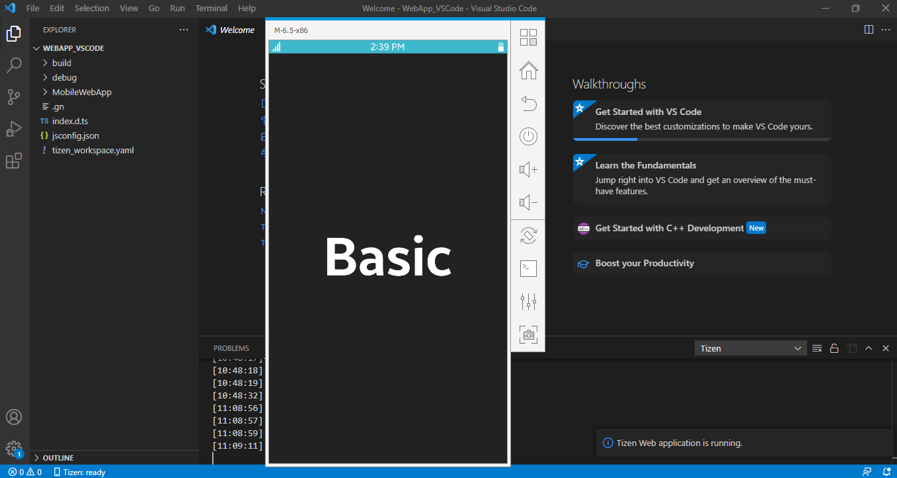 File Edit Selection View Go Run Terminal Help
Welcome - WebApp_VSCode - Visual Studio Code
EXPLORER
WEBAPP_VSCODE
build
debug
MobileWebApp
.gn
TS index.d.ts
{} jsconfig.json
! tizen_workspace.yaml
OUTLINE
Welcome
M-6.5-x86
2:39 PM
Basic
Walkthroughs
Get Started with VS Code
Discover the best customizations to make VS Code yours.
Learn the Fundamentals
Jump right into VS Code and get an overview of the must-
have features.
Get Started with C++ Development New
Boost your Productivity
PROBLEMS
Tizen
[10:48:17]
[10:48:18]
[10:48:19]
[10:48:32]
[11:08:56]
[11:08:57]
[11:08:59]
[11:09:11]
Tizen Web application is running.
1
0 0 Tizen: ready